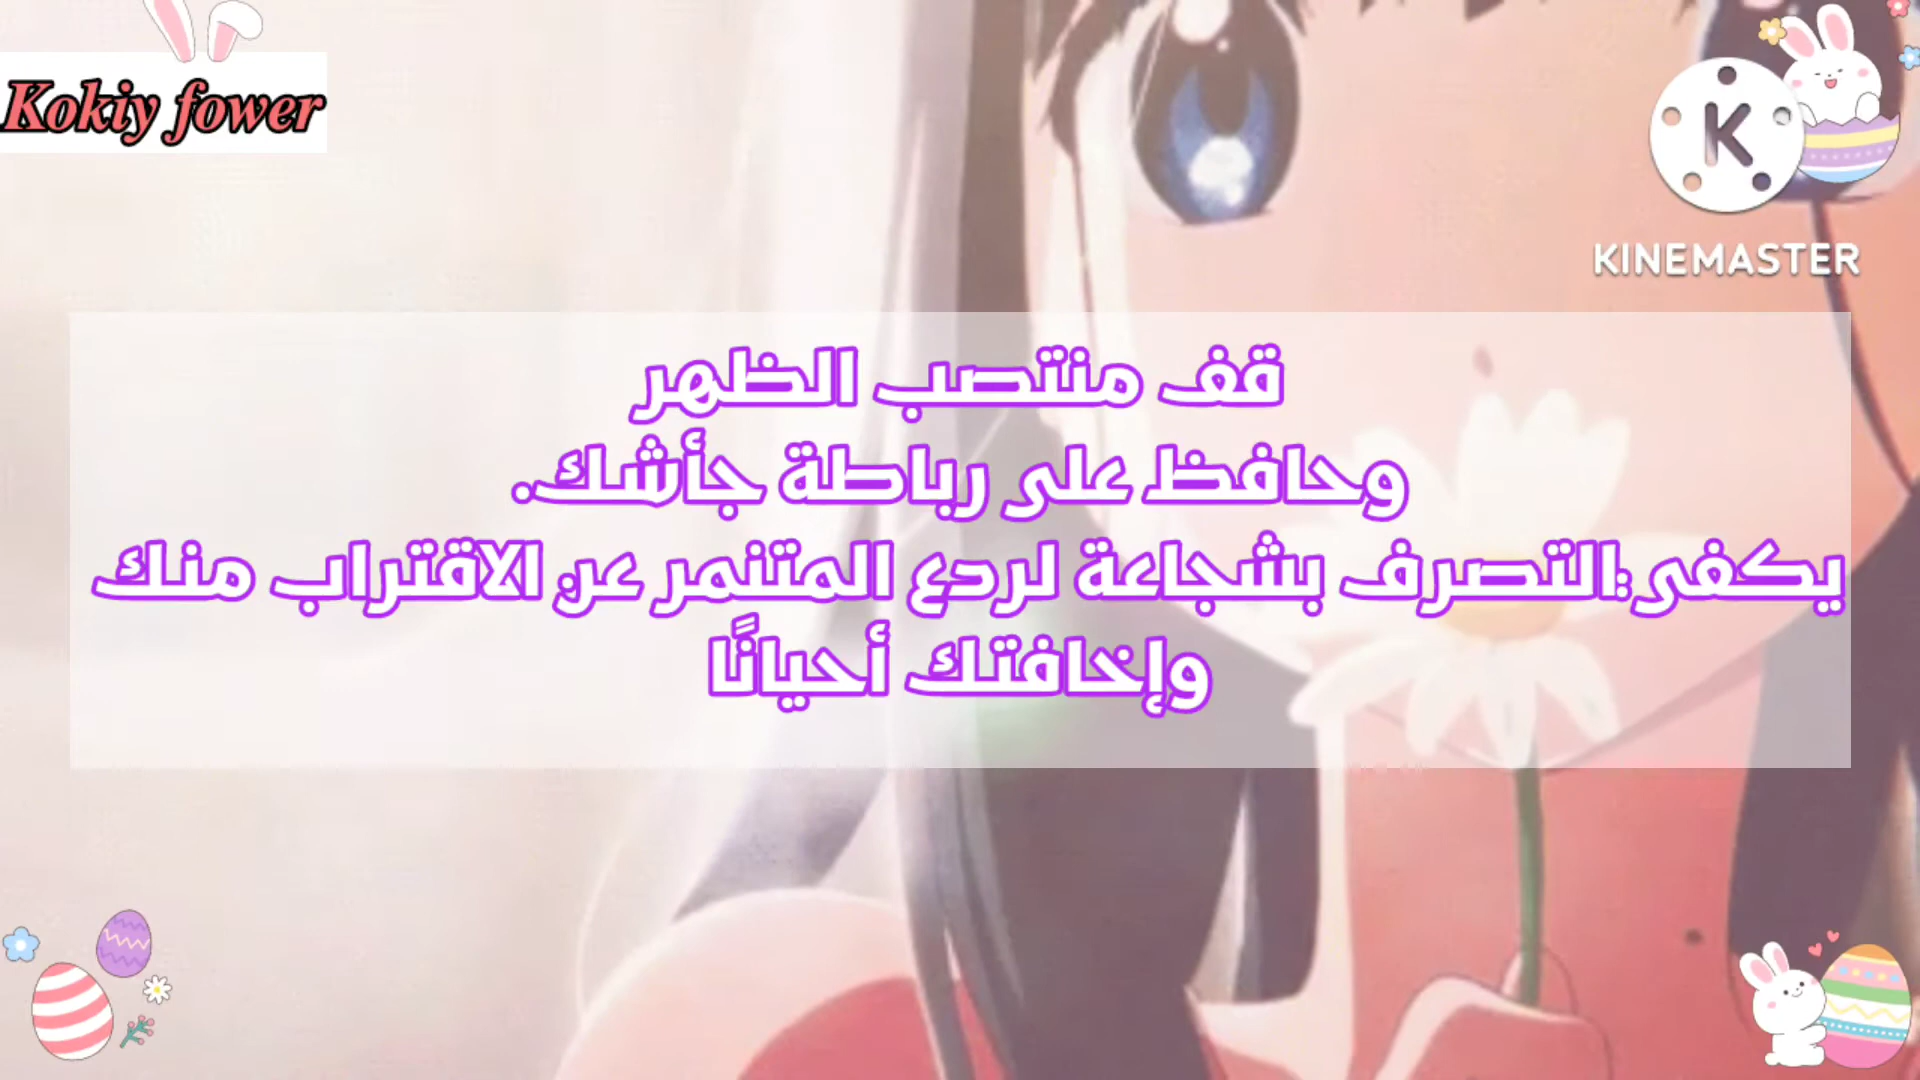 Kokiy fower
K
KINEMASTER
قف منتصب الظهر
وحافظ على رباطة جأشك.
يكفي:التصرف بشجاعة لردع المتنمر عن الاقتراب منك
وإخافتك أحيانًا